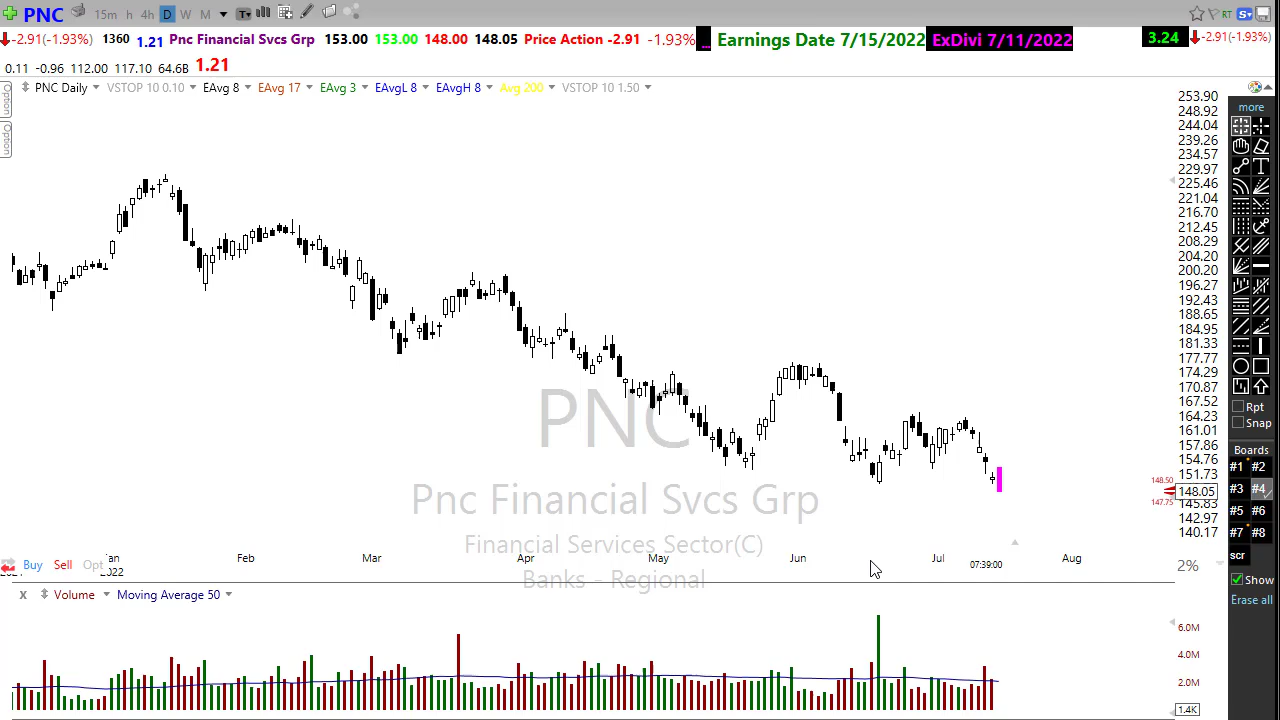 PNC 15m h 4h D W M T RT S
-2.91(-1.93%) 1360 1.21 Pnc Financial Svcs Grp 153.00 153.00 148.00 148.05 Price Action -2.91 -1.93% ... Earnings Date 7/15/2022 ExDivi 7/11/2022 3.24 -2.91(-1.93%)
0.11 -0.96 112.00 117.10 64.6B 1.21
Option
Option
PNC Daily VSTOP 10 0.10 EAvg 8 EAvg 17 EAvg 3 EAvgL 8 EAvgH 8 Avg 200 VSTOP 10 1.50
253.90
248.92
244.04
239.26
234.57
229.97
225.46
221.04
216.70
212.45
208.29
204.20
200.20
196.27
192.43
188.65
184.95
181.33
177.77
174.29
170.87
167.52
164.23
161.01
157.86
154.76
151.73
148.50
148.05
147.75
145.83
142.97
140.17
more
T
Rpt
Snap
Boards
#1 #2
#3 #4
#5 #6
#7 #8
scr
Show
Erase all
PNC
Pnc Financial Svcs Grp
Financial Services Sector(C)
Banks - Regional
Feb Mar Apr May Jun Jul Aug
2022
07:39:00
2%
Buy Sell Opt
X Volume Moving Average 50
6.0M
4.0M
2.0M
1.4K